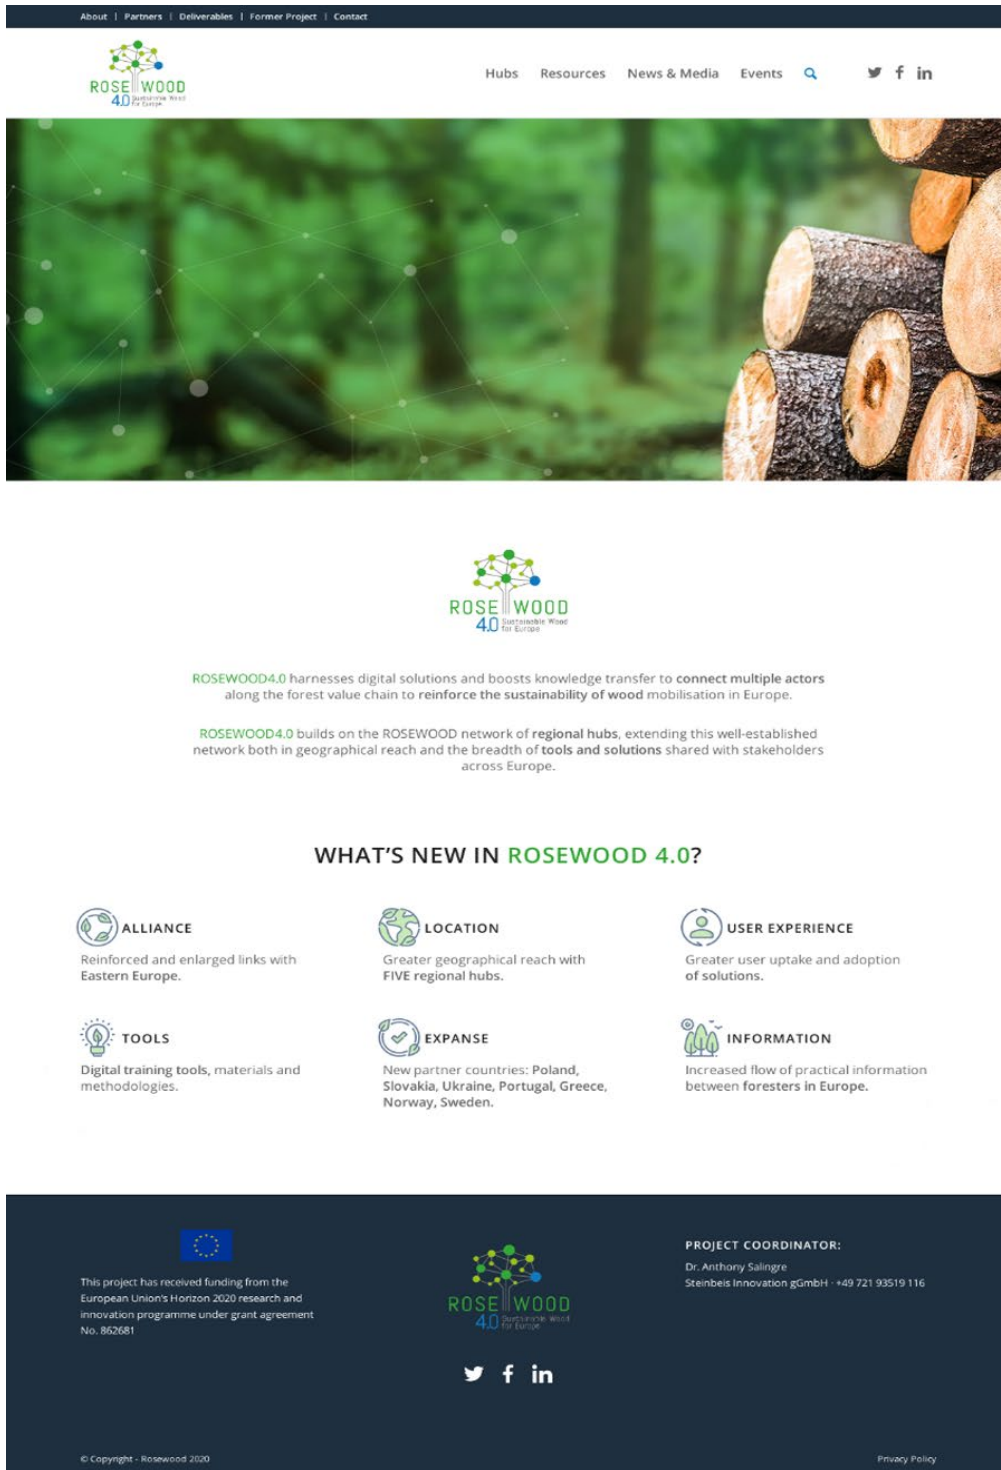 About | Partners | Deliverables | Former Project | Contact
ROSEWOOD
4.0 Sustainable Wood
for Europe
Hubs Resources News & Media Events
ROSEWOOD
4.0 Sustainable Wood
for Europe
ROSEWOOD4.0 harnesses digital solutions and boosts knowledge transfer to connect multiple actors
along the forest value chain to reinforce the sustainability of wood mobilisation in Europe.
ROSEWOOD4.0 builds on the ROSEWOOD network of regional hubs, extending this well-established
network both in geographical reach and the breadth of tools and solutions shared with stakeholders
across Europe.
WHAT'S NEW IN ROSEWOOD 4.0?
ALLIANCE
Reinforced and enlarged links with
Eastern Europe.
LOCATION
Greater geographical reach with
FIVE regional hubs.
USER EXPERIENCE
Greater user uptake and adoption
of solutions.
TOOLS
Digital training tools, materials and
methodologies.
EXPANSE
New partner countries: Poland,
Slovakia, Ukraine, Portugal, Greece,
Norway, Sweden.
INFORMATION
Increased flow of practical information
between foresters in Europe.
This project has received funding from the
European Union's Horizon 2020 research and
innovation programme under grant agreement
No. 862681
ROSEWOOD
4.0 Sustainable Wood
for Europe
PROJECT COORDINATOR:
Dr. Anthony Salingre
Steinbeis Innovation gGmbH · +49 721 93519 116
© Copyright - Rosewood 2020
Privacy Policy